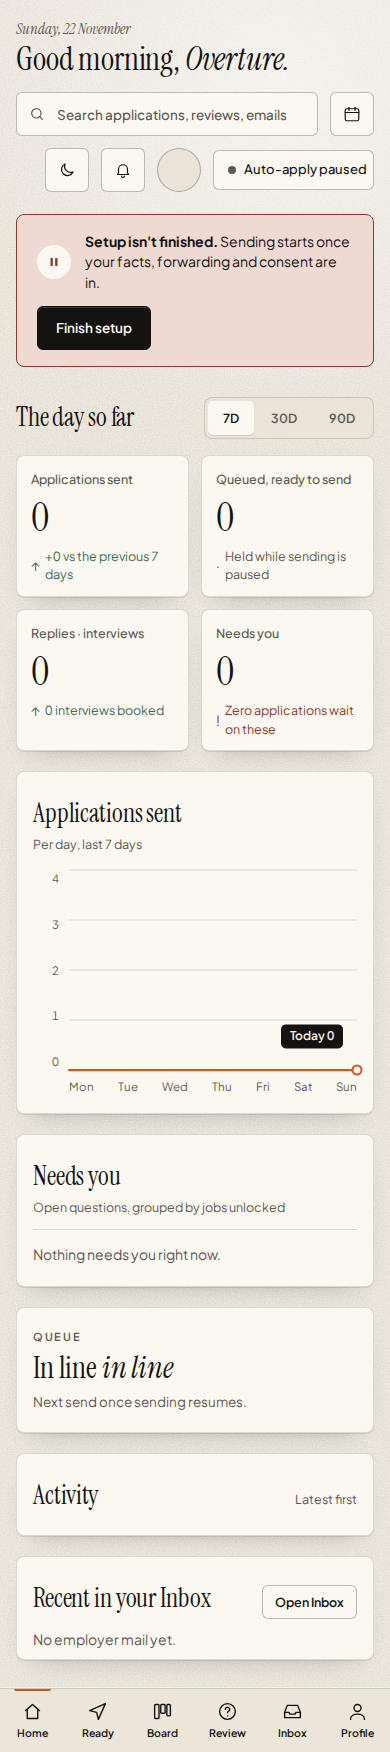 Sunday, 22 November
Good morning, Overture.
Search applications, reviews, emails
Auto-apply paused
Setup isn't finished. Sending starts once
your facts, forwarding and consent are
in.
Finish setup
The day so far
7D 30D 90D
Applications sent
0
↑ +0 vs the previous 7
days
Queued, ready to send
0
· Held while sending is
paused
Replies · interviews
0
↑ 0 interviews booked
Needs you
0
! Zero applications wait
on these
Applications sent
Per day, last 7 days
4
3
2
1
0
Today 0
Mon Tue Wed Thu Fri Sat Sun
Needs you
Open questions, grouped by jobs unlocked
Nothing needs you right now.
QUEUE
In line in line
Next send once sending resumes.
Activity
Latest first
Recent in your Inbox
Open Inbox
No employer mail yet.
Home Ready Board Review Inbox Profile